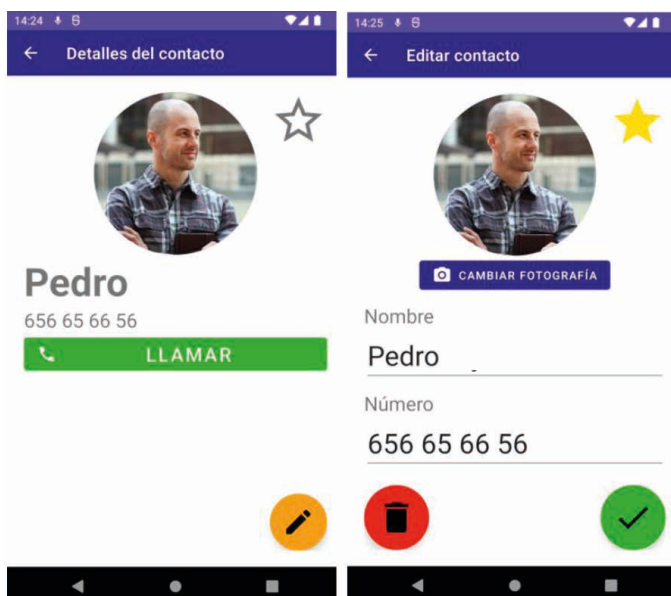 14:24
Detalles del contacto
Pedro
656 65 66 56
LLAMAR
14:25
Editar contacto
CAMBIAR FOTOGRAFÍA
Nombre
Pedro
Número
656 65 66 56